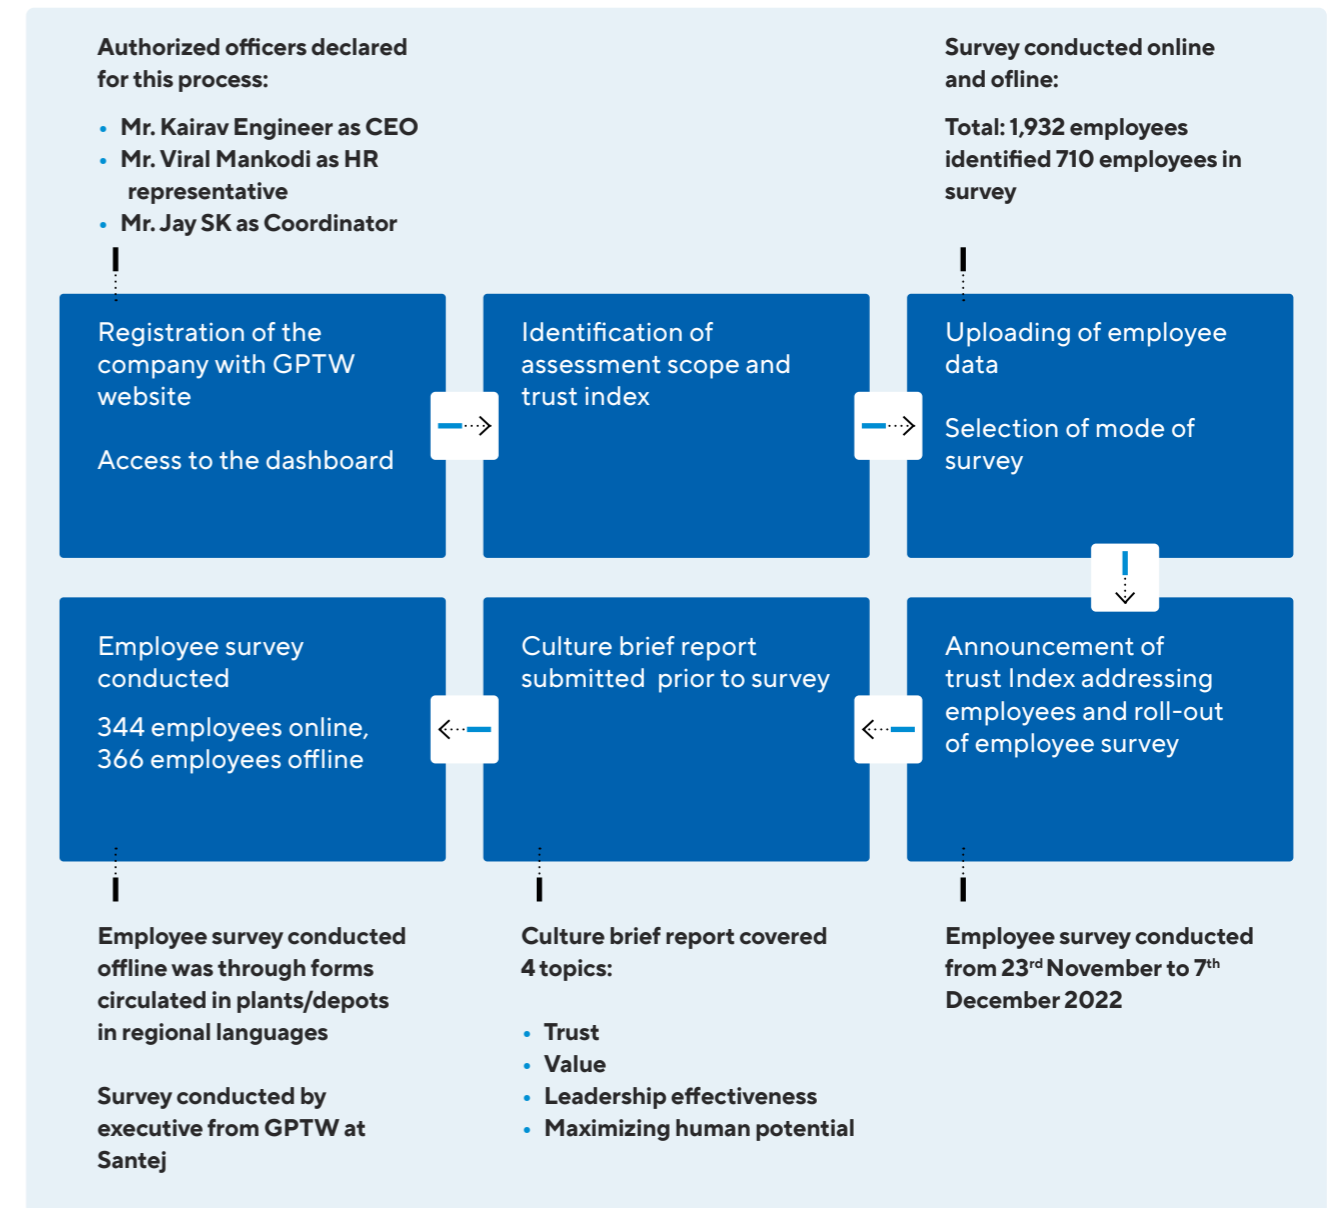 Authorized officers declared
for this process:
• Mr. Kairav Engineer as CEO
• Mr. Viral Mankodi as HR
representative
• Mr. Jay SK as Coordinator
Survey conducted online
and ofline:
Total: 1,932 employees
identified 710 employees in
survey
Registration of the
company with GPTW
website
Access to the dashboard
Identification of
assessment scope and
trust index
Uploading of employee
data
Selection of mode of
survey
Announcement of
trust Index addressing
employees and roll-out
of employee survey
Culture brief report
submitted prior to survey
Employee survey
conducted
344 employees online,
366 employees offline
Employee survey conducted
from 23rd November to 7th
December 2022
Culture brief report covered
4 topics:
• Trust
• Value
• Leadership effectiveness
• Maximizing human potential
Employee survey conducted
offline was through forms
circulated in plants/depots
in regional languages
Survey conducted by
executive from GPTW at
Santej